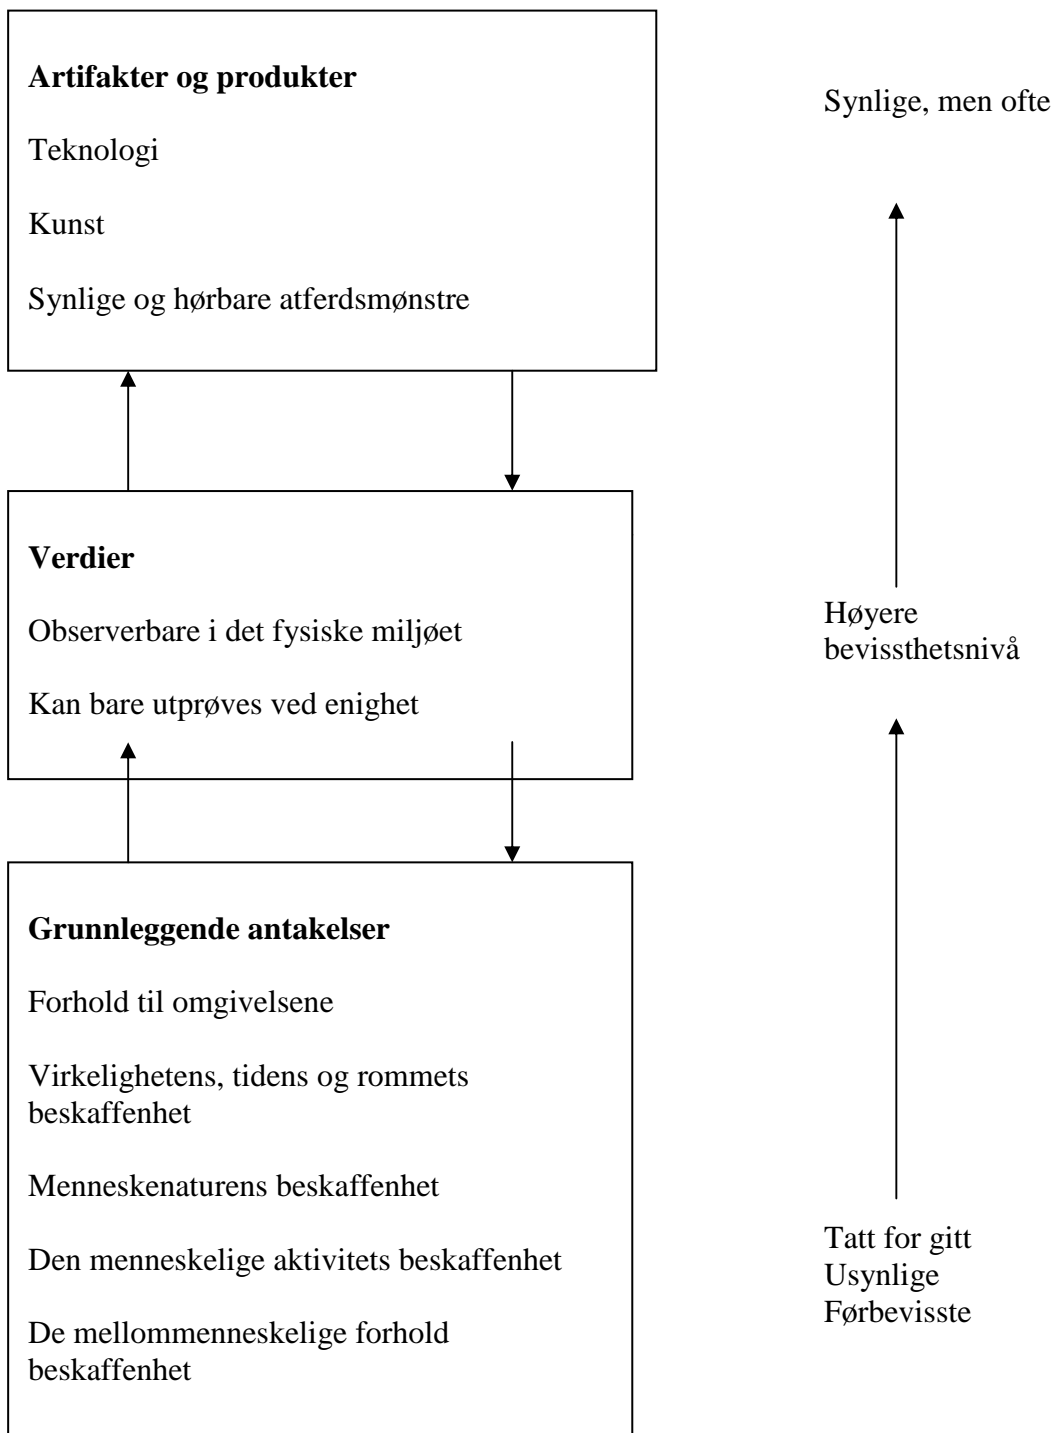 Artifakter og produkter
Teknologi
Kunst
Synlige og hørbare atferdsmønstre
Synlige, men ofte
Verdier
Observerbare i det fysiske miljøet
Kan bare utprøves ved enighet
Høyere
bevissthetsnivå
Grunnleggende antakelser
Forhold til omgivelsene
Virkelighetens, tidens og rommets
beskaffenhet
Menneskenaturens beskaffenhet
Den menneskelige aktivitets beskaffenhet
De mellommenneskelige forhold
beskaffenhet
Tatt for gitt
Usynlige
Førbevisste